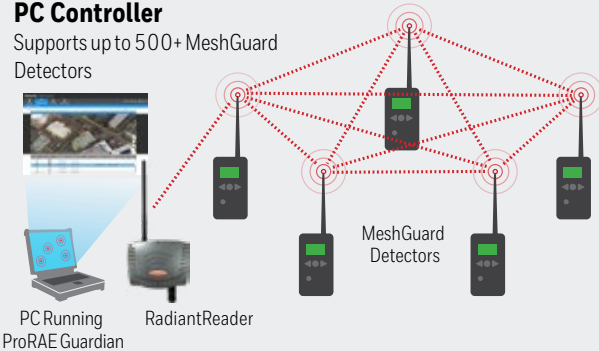 PC Controller
Supports up to 500+ MeshGuard
Detectors
MeshGuard
Detectors
PC Running
ProRAE Guardian
RadiantReader